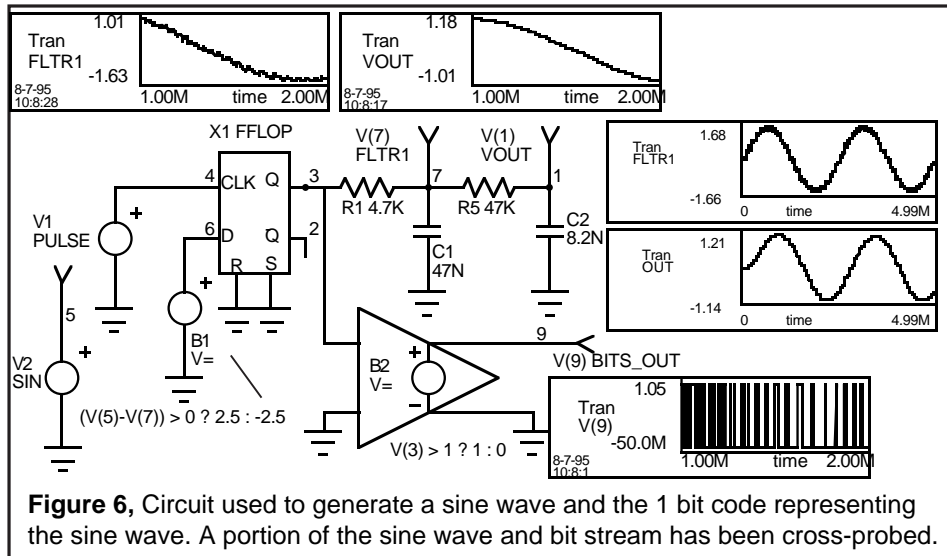 1.01
Tran
FLTR1
-1.63
8-7-95
10:8:28
1.00M time 2.00M
1.18
Tran
VOUT
-1.01
8-7-95
10:8:17
1.00M time 2.00M
X1 FFLOP
V(7)
FLTR1
V(1)
VOUT
4 CLK Q 3
7
1
R1 4.7K
R5 47K
6 D Q 2
R S
V1
PULSE
C1
47N
C2
8.2N
1.68
Tran
FLTR1
-1.66
0 time 4.99M
1.21
Tran
OUT
-1.14
0 time 4.99M
5
V2
SIN
B1
V=
B2
V=
9
V(9) BITS_OUT
(V(5)-V(7)) > 0 ? 2.5 : -2.5
V(3) > 1 ? 1 : 0
1.05
Tran
V(9)
-50.0M
8-7-95
10:8:1
1.00M time 2.00M
Figure 6, Circuit used to generate a sine wave and the 1 bit code representing
the sine wave. A portion of the sine wave and bit stream has been cross-probed.